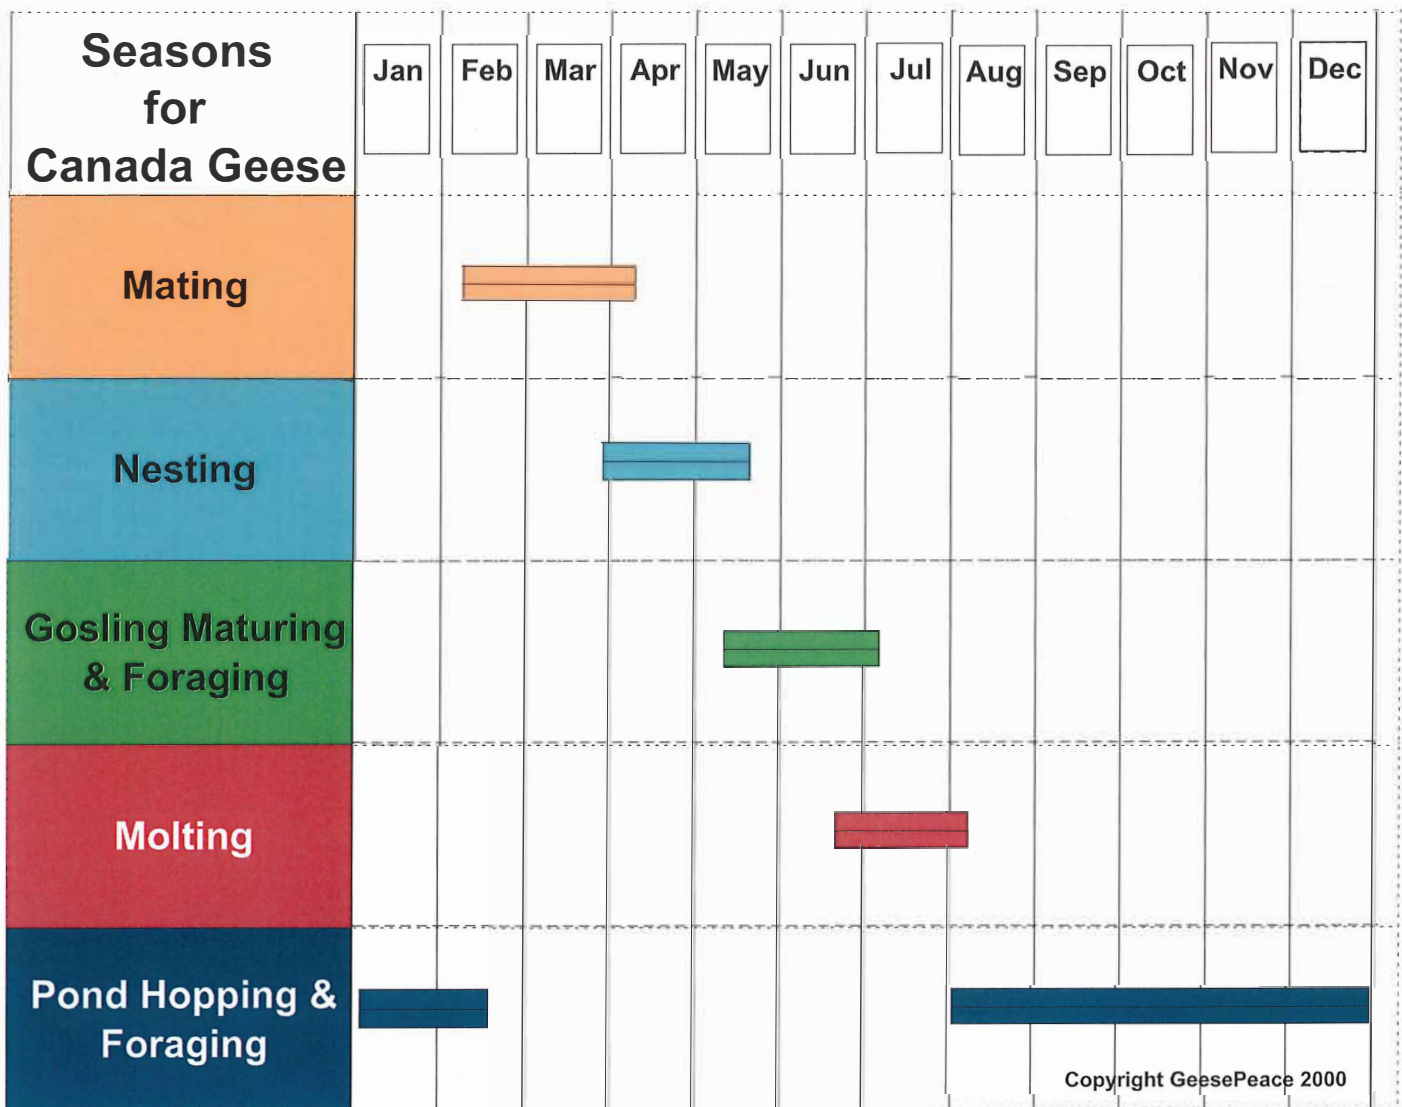 Seasons
for
Canada Geese
Jan Feb Mar Apr May Jun Jul Aug Sep Oct Nov Dec
Mating
Nesting
Gosling Maturing
& Foraging
Molting
Pond Hopping &
Foraging
Copyright GeesePeace 2000